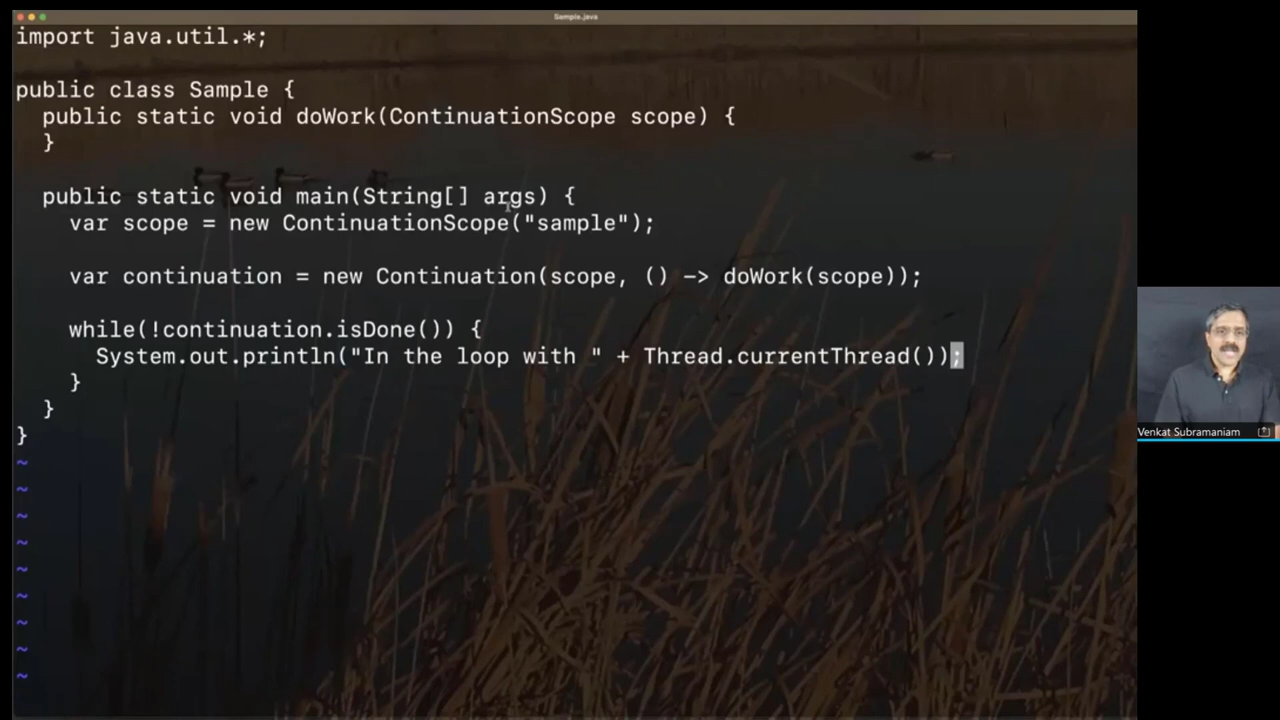 Sample.java
import java.util.*;
public class Sample {
  public static void doWork(ContinuationScope scope) {
  }
  public static void main(String[] args) {
    var scope = new ContinuationScope("sample");
    var continuation = new Continuation(scope, () -> doWork(scope));
    while(!continuation.isDone()) {
      System.out.println("In the loop with " + Thread.currentThread());
    }
  }
}
~
~
~
~
~
~
~
~
~
Venkat Subramaniam